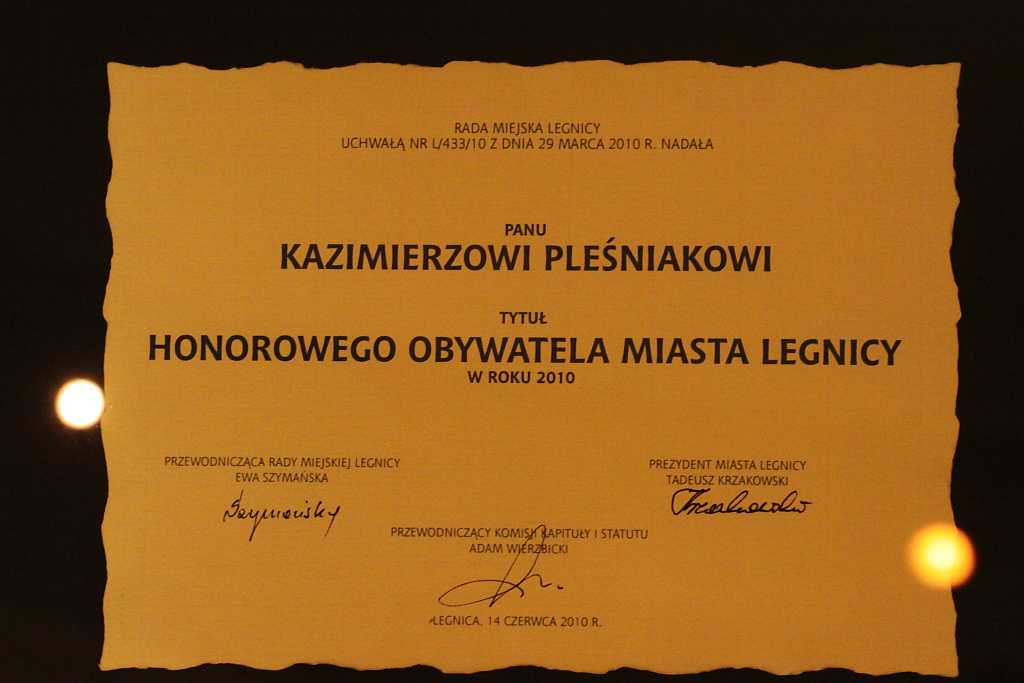 RADA MIEJSKA LEGNICY
UCHWAŁĄ NR L/433/10 Z DNIA 29 MARCA 2010 R. NADAŁA
PANU
KAZIMIERZOWI PLEŚNIAKOWI
TYTUŁ
HONOROWEGO OBYWATELA MIASTA LEGNICY
W ROKU 2010
PRZEWODNICZĄCA RADY MIEJSKIEJ LEGNICY
EWA SZYMAŃSKA
PREZYDENT MIASTA LEGNICY
TADEUSZ KRZAKOWSKI
PRZEWODNICZĄCY KOMISJI KAPITUŁY I STATUTU
ADAM WIERZBICKI
LEGNICA, 14 CZERWCA 2010 R.